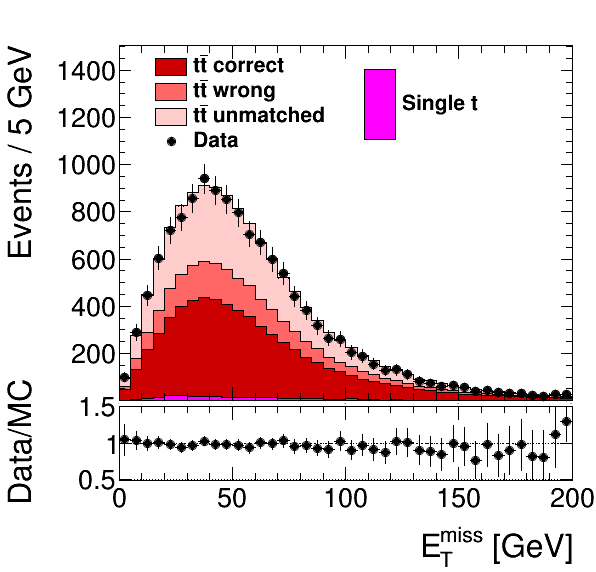 Events / 5 GeV
1400
1200
1000
800
600
400
200
tt̄ correct
tt̄ wrong
tt̄ unmatched
Data
Single t
Data/MC
1.5
1
0.5
0 50 100 150 200
E_T^miss [GeV]